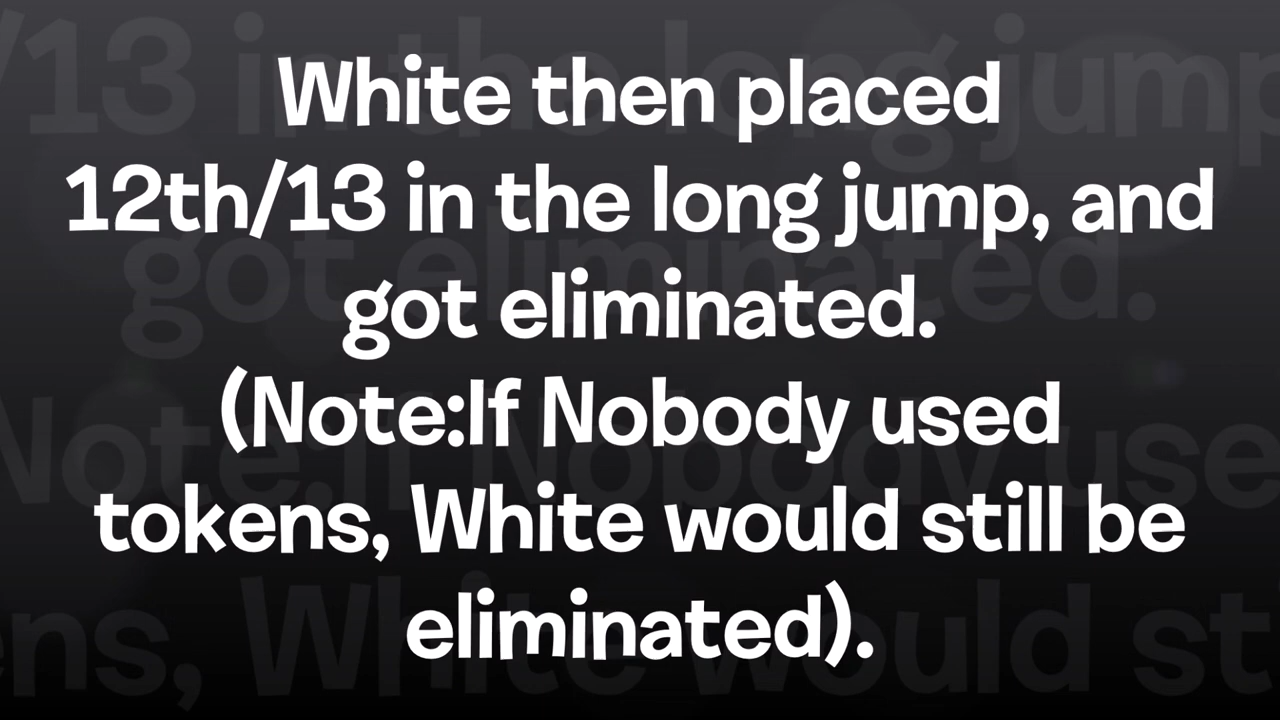 White then placed
12th/13 in the long jump, and
got eliminated.
(Note:If Nobody used
tokens, White would still be
eliminated).